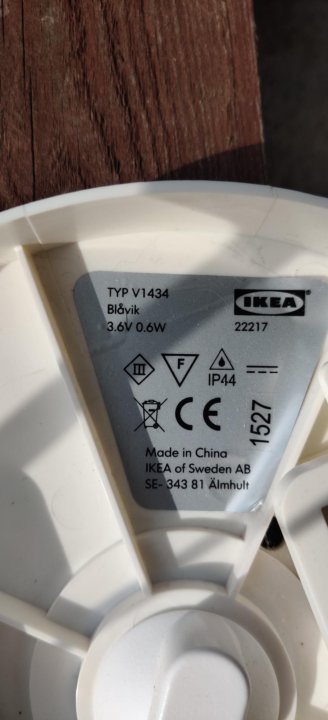 TYP V1434
Blåvik
3.6V 0.6W
IKEA
22217
III
F
IP44
CE
1527
Made in China
IKEA of Sweden AB
SE- 343 81 Älmhult